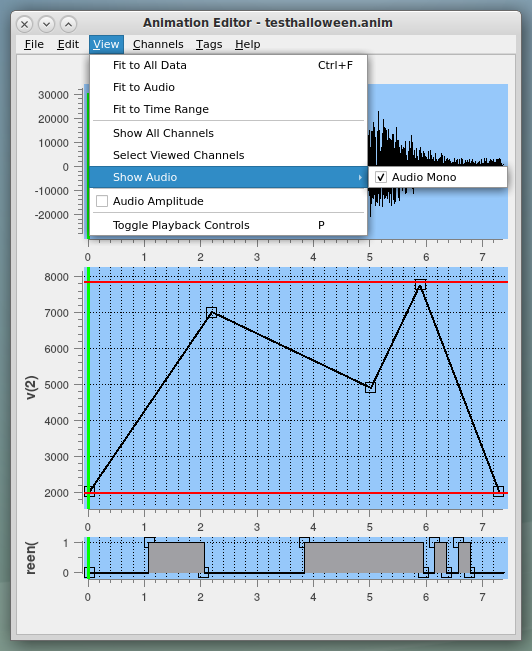 Animation Editor - testhalloween.anim
File Edit View Channels Tags Help
Fit to All Data Ctrl+F
Fit to Audio
Fit to Time Range
Show All Channels
Select Viewed Channels
Show Audio
Audio Mono
Audio Amplitude
Toggle Playback Controls P
30000
20000
10000
0
-10000
-20000
0 1 2 3 4 5 6 7
8000
7000
6000
5000
4000
3000
2000
v(2)
0 1 2 3 4 5 6 7
1
0
reen(
0 1 2 3 4 5 6 7